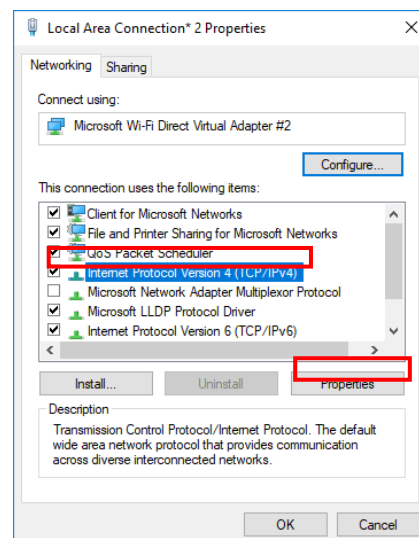 Local Area Connection* 2 Properties
Networking
Sharing
Connect using:
Microsoft Wi-Fi Direct Virtual Adapter #2
Configure...
This connection uses the following items:
Client for Microsoft Networks
File and Printer Sharing for Microsoft Networks
QoS Packet Scheduler
Internet Protocol Version 4 (TCP/IPv4)
Microsoft Network Adapter Multiplexor Protocol
Microsoft LLDP Protocol Driver
Internet Protocol Version 6 (TCP/IPv6)
Install...
Uninstall
Properties
Description
Transmission Control Protocol/Internet Protocol. The default
wide area network protocol that provides communication
across diverse interconnected networks.
OK
Cancel